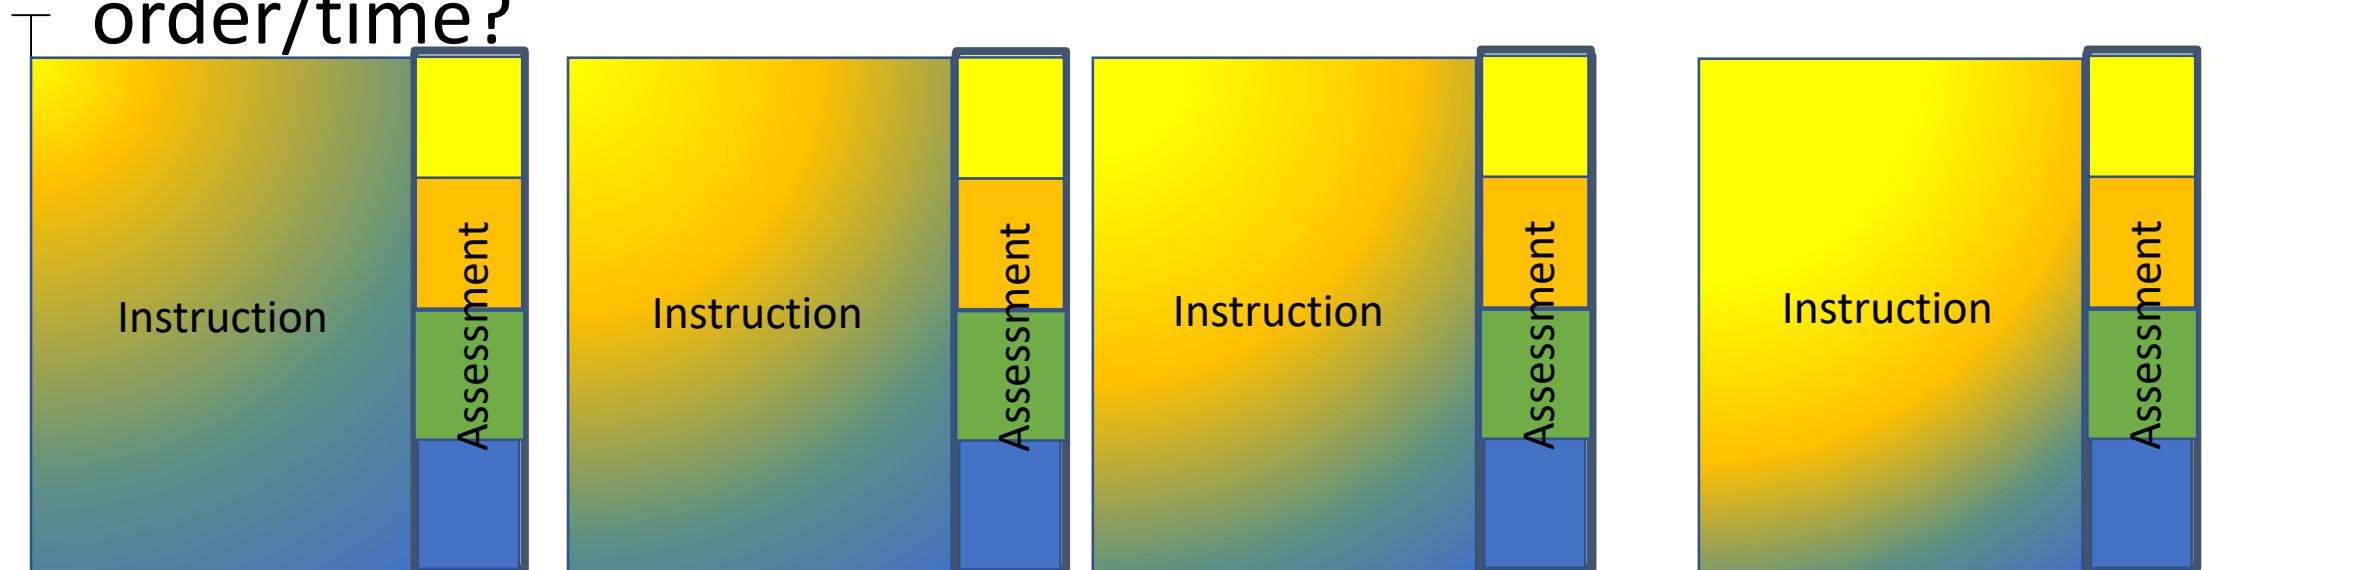 order/time?
Instruction
Assessment
Instruction
Assessment
Instruction
Assessment
Instruction
Assessment